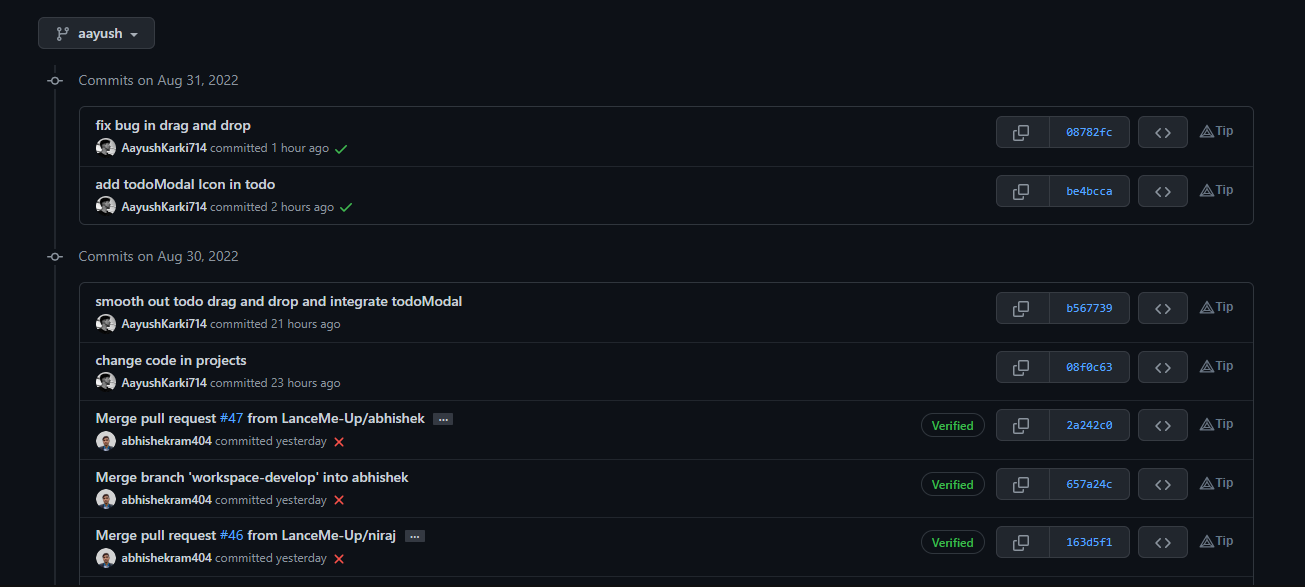 aayush
Commits on Aug 31, 2022
fix bug in drag and drop
AayushKarki714 committed 1 hour ago
08782fc
Tip
add todoModal Icon in todo
AayushKarki714 committed 2 hours ago
be4bcca
Tip
Commits on Aug 30, 2022
smooth out todo drag and drop and integrate todoModal
AayushKarki714 committed 21 hours ago
b567739
Tip
change code in projects
AayushKarki714 committed 23 hours ago
08f0c63
Tip
Merge pull request #47 from LanceMe-Up/abhishek ...
abhishekram404 committed yesterday
Verified
2a242c0
Tip
Merge branch 'workspace-develop' into abhishek
abhishekram404 committed yesterday
Verified
657a24c
Tip
Merge pull request #46 from LanceMe-Up/niraj ...
abhishekram404 committed yesterday
Verified
163d5f1
Tip